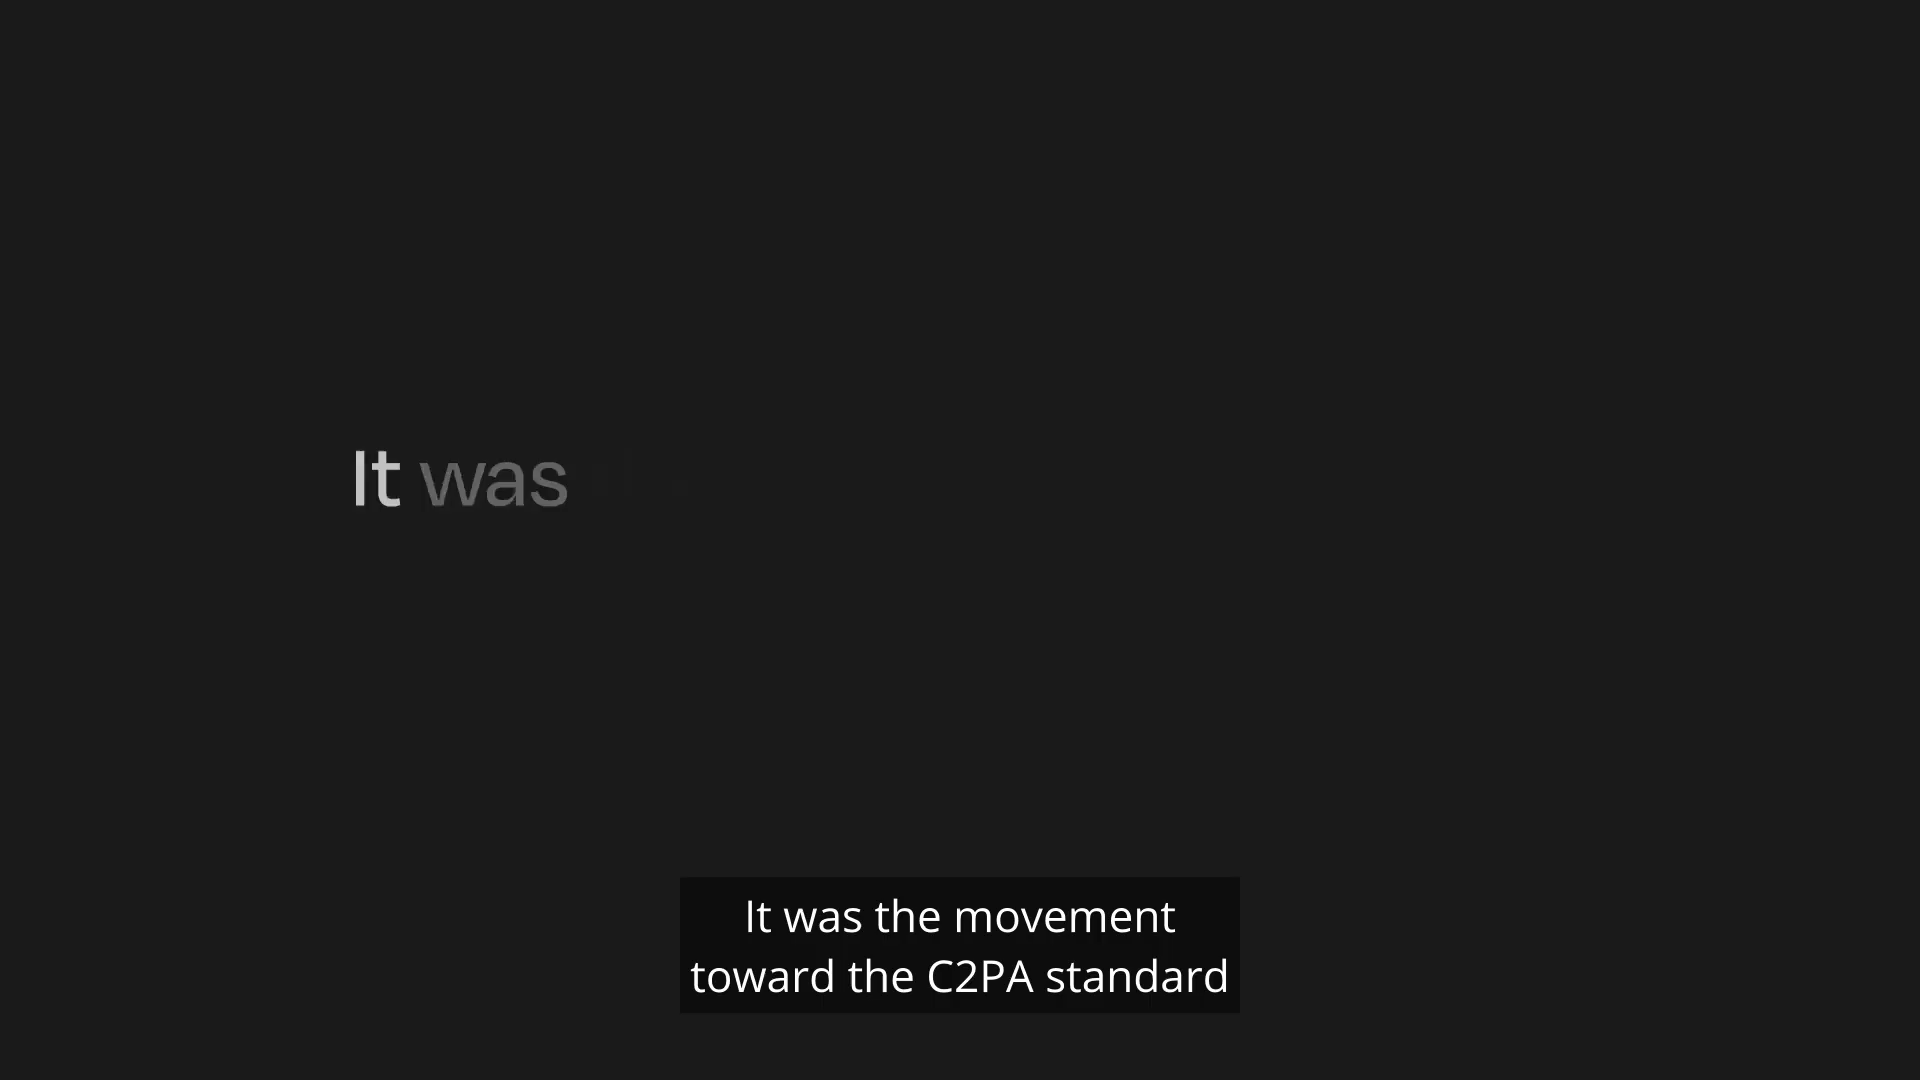 It was
It was the movement
toward the C2PA standard